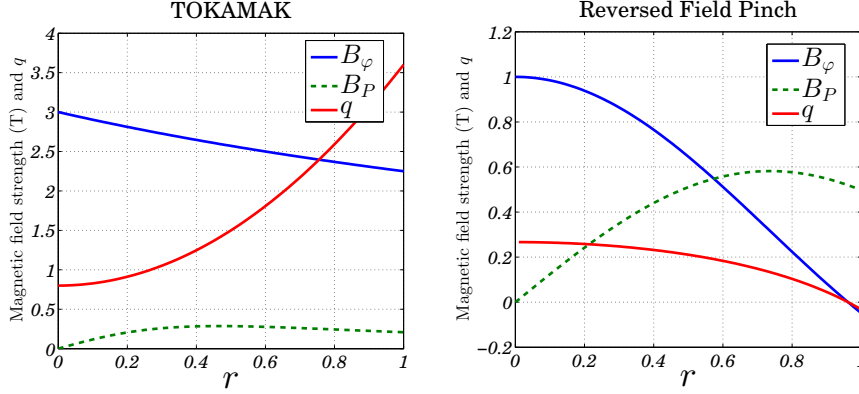 TOKAMAK
Magnetic field strength (T) and q
4
3.5
3
2.5
2
1.5
1
0.5
0
0
0.2
0.4
0.6
0.8
1
r
B_φ
B_P
q
Reversed Field Pinch
Magnetic field strength (T) and q
1.2
1
0.8
0.6
0.4
0.2
0
−0.2
0
0.2
0.4
0.6
0.8
1
r
B_φ
B_P
q